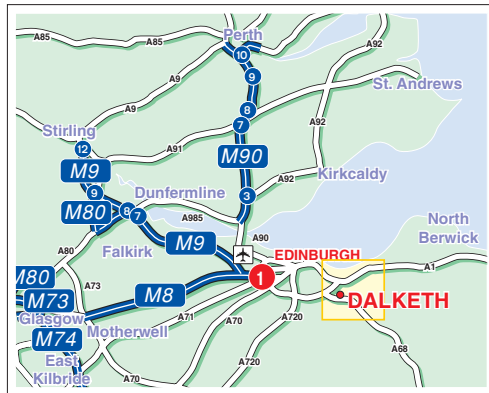 A85
A85
Perth
A92
10
9
A9
St. Andrews
A9
8
7
A92
Stirling
12
A91
M9
M90
9
Kirkcaldy
A92
Dunfermline
3
M80
8
7
A985
North
Berwick
A90
A80
Falkirk
M9
EDINBURGH
A1
M80
A73
1
M73
M8
DALKETH
Glasgow
A71
A70
Motherwell
A720
M74
A68
East
Kilbride
A70
A720